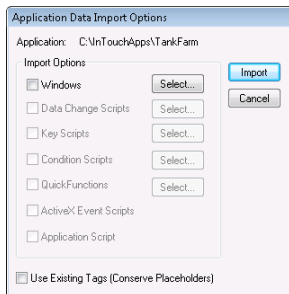 Application Data Import Options
Application: C:\InTouchApps\TankFarm
Import Options
Windows Select...
Data Change Scripts Select...
Key Scripts Select...
Condition Scripts Select...
QuickFunctions Select...
ActiveX Event Scripts
Application Script
Import
Cancel
Use Existing Tags (Conserve Placeholders)